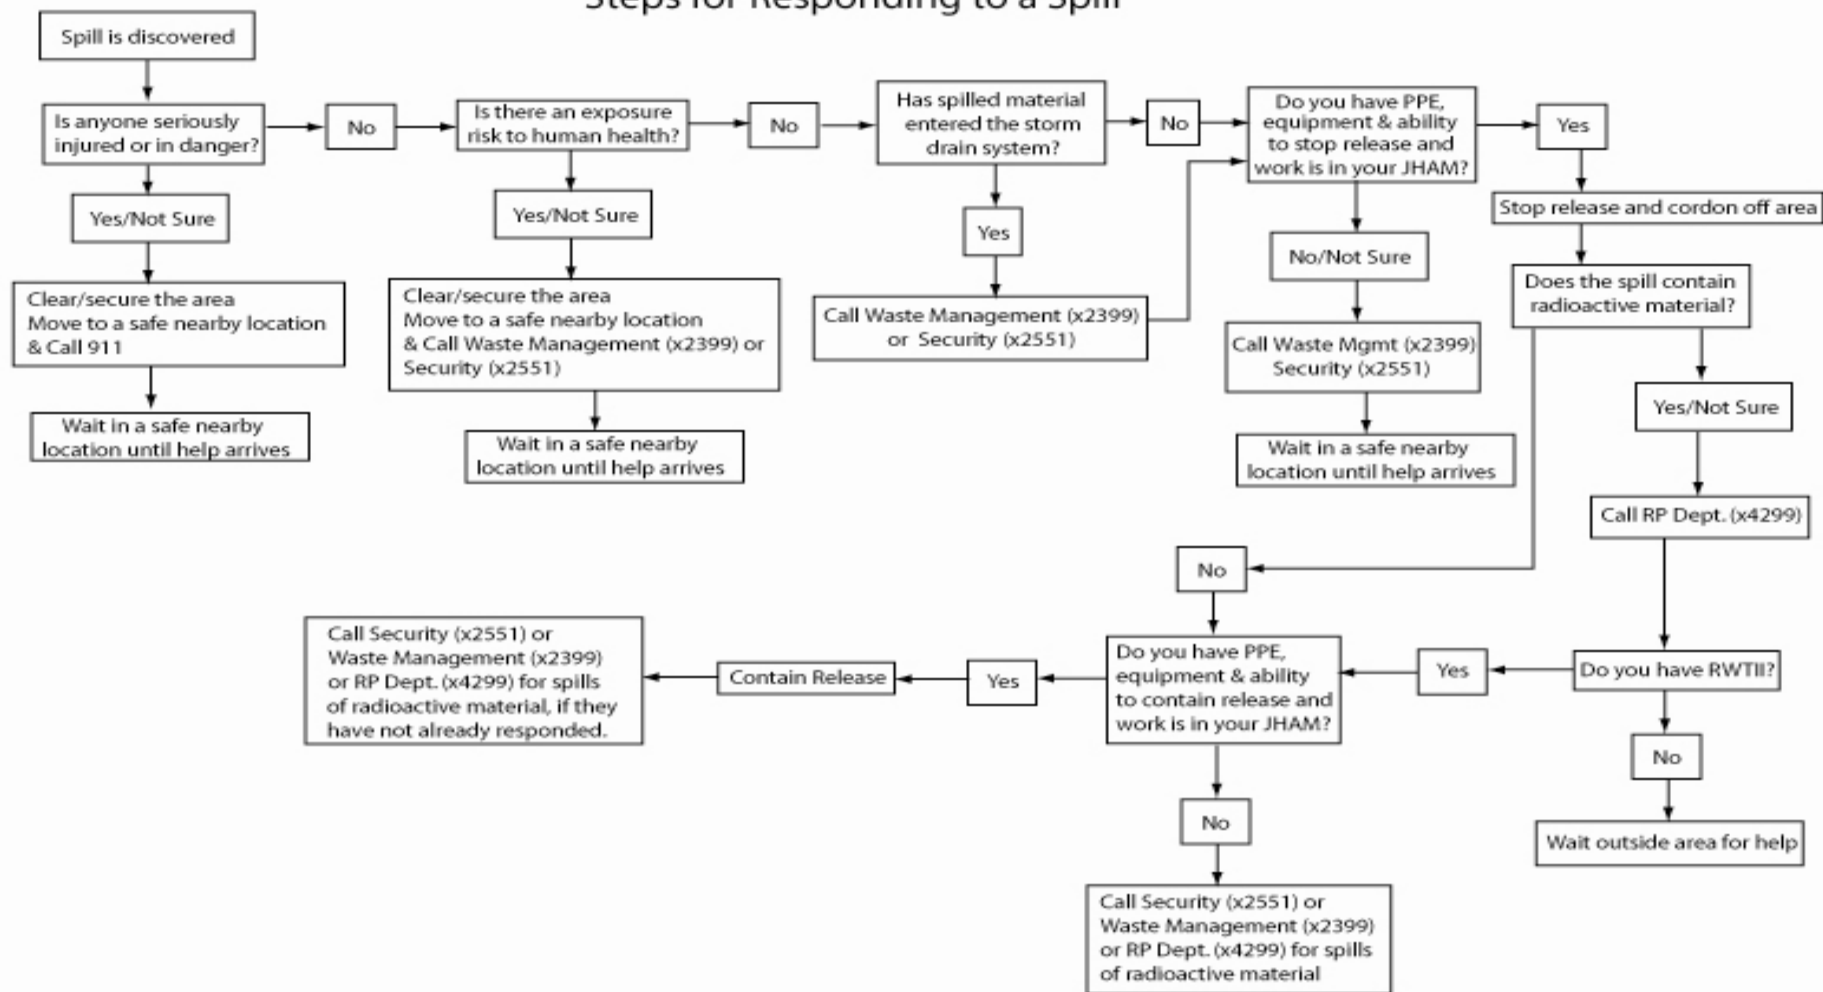 Steps for Responding to a Spill
Spill is discovered
Is anyone seriously
injured or in danger?
No
Is there an exposure
risk to human health?
No
Has spilled material
entered the storm
drain system?
No
Do you have PPE,
equipment & ability
to stop release and
work is in your JHAM?
Yes
Yes/Not Sure
Clear/secure the area
Move to a safe nearby location
& Call 911
Wait in a safe nearby
location until help arrives
Yes/Not Sure
Clear/secure the area
Move to a safe nearby location
& Call Waste Management (x2399) or
Security (x2551)
Wait in a safe nearby
location until help arrives
Yes
Call Waste Management (x2399)
or Security (x2551)
No/Not Sure
Call Waste Mgmt (x2399)
Security (x2551)
Wait in a safe nearby
location until help arrives
Stop release and cordon off area
Does the spill contain
radioactive material?
Yes/Not Sure
Call RP Dept. (x4299)
Do you have RWTII?
No
Wait outside area for help
Yes
No
Do you have PPE,
equipment & ability
to contain release and
work is in your JHAM?
Yes
Contain Release
Call Security (x2551) or
Waste Management (x2399)
or RP Dept. (x4299) for spills
of radioactive material, if they
have not already responded.
No
Call Security (x2551) or
Waste Management (x2399)
or RP Dept. (x4299) for spills
of radioactive material